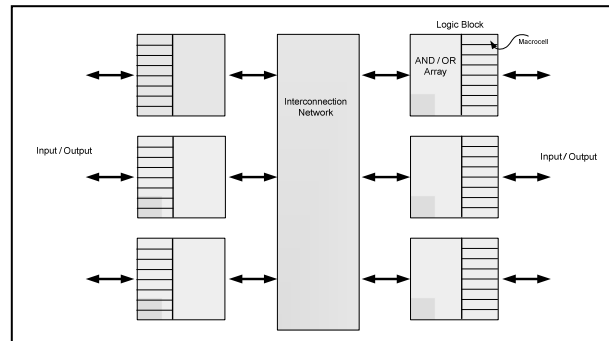 Logic Block
Macrocell
AND / OR
Array
Interconnection
Network
Input / Output
Input / Output